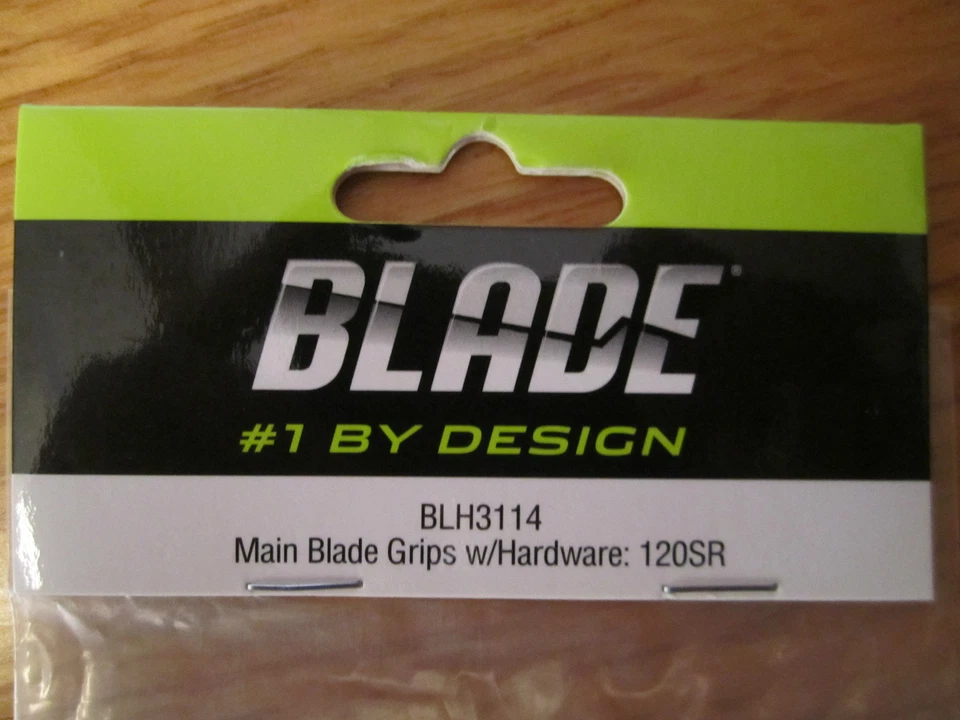 BLADE®
#1 BY DESIGN
BLH3114
Main Blade Grips w/Hardware: 120SR